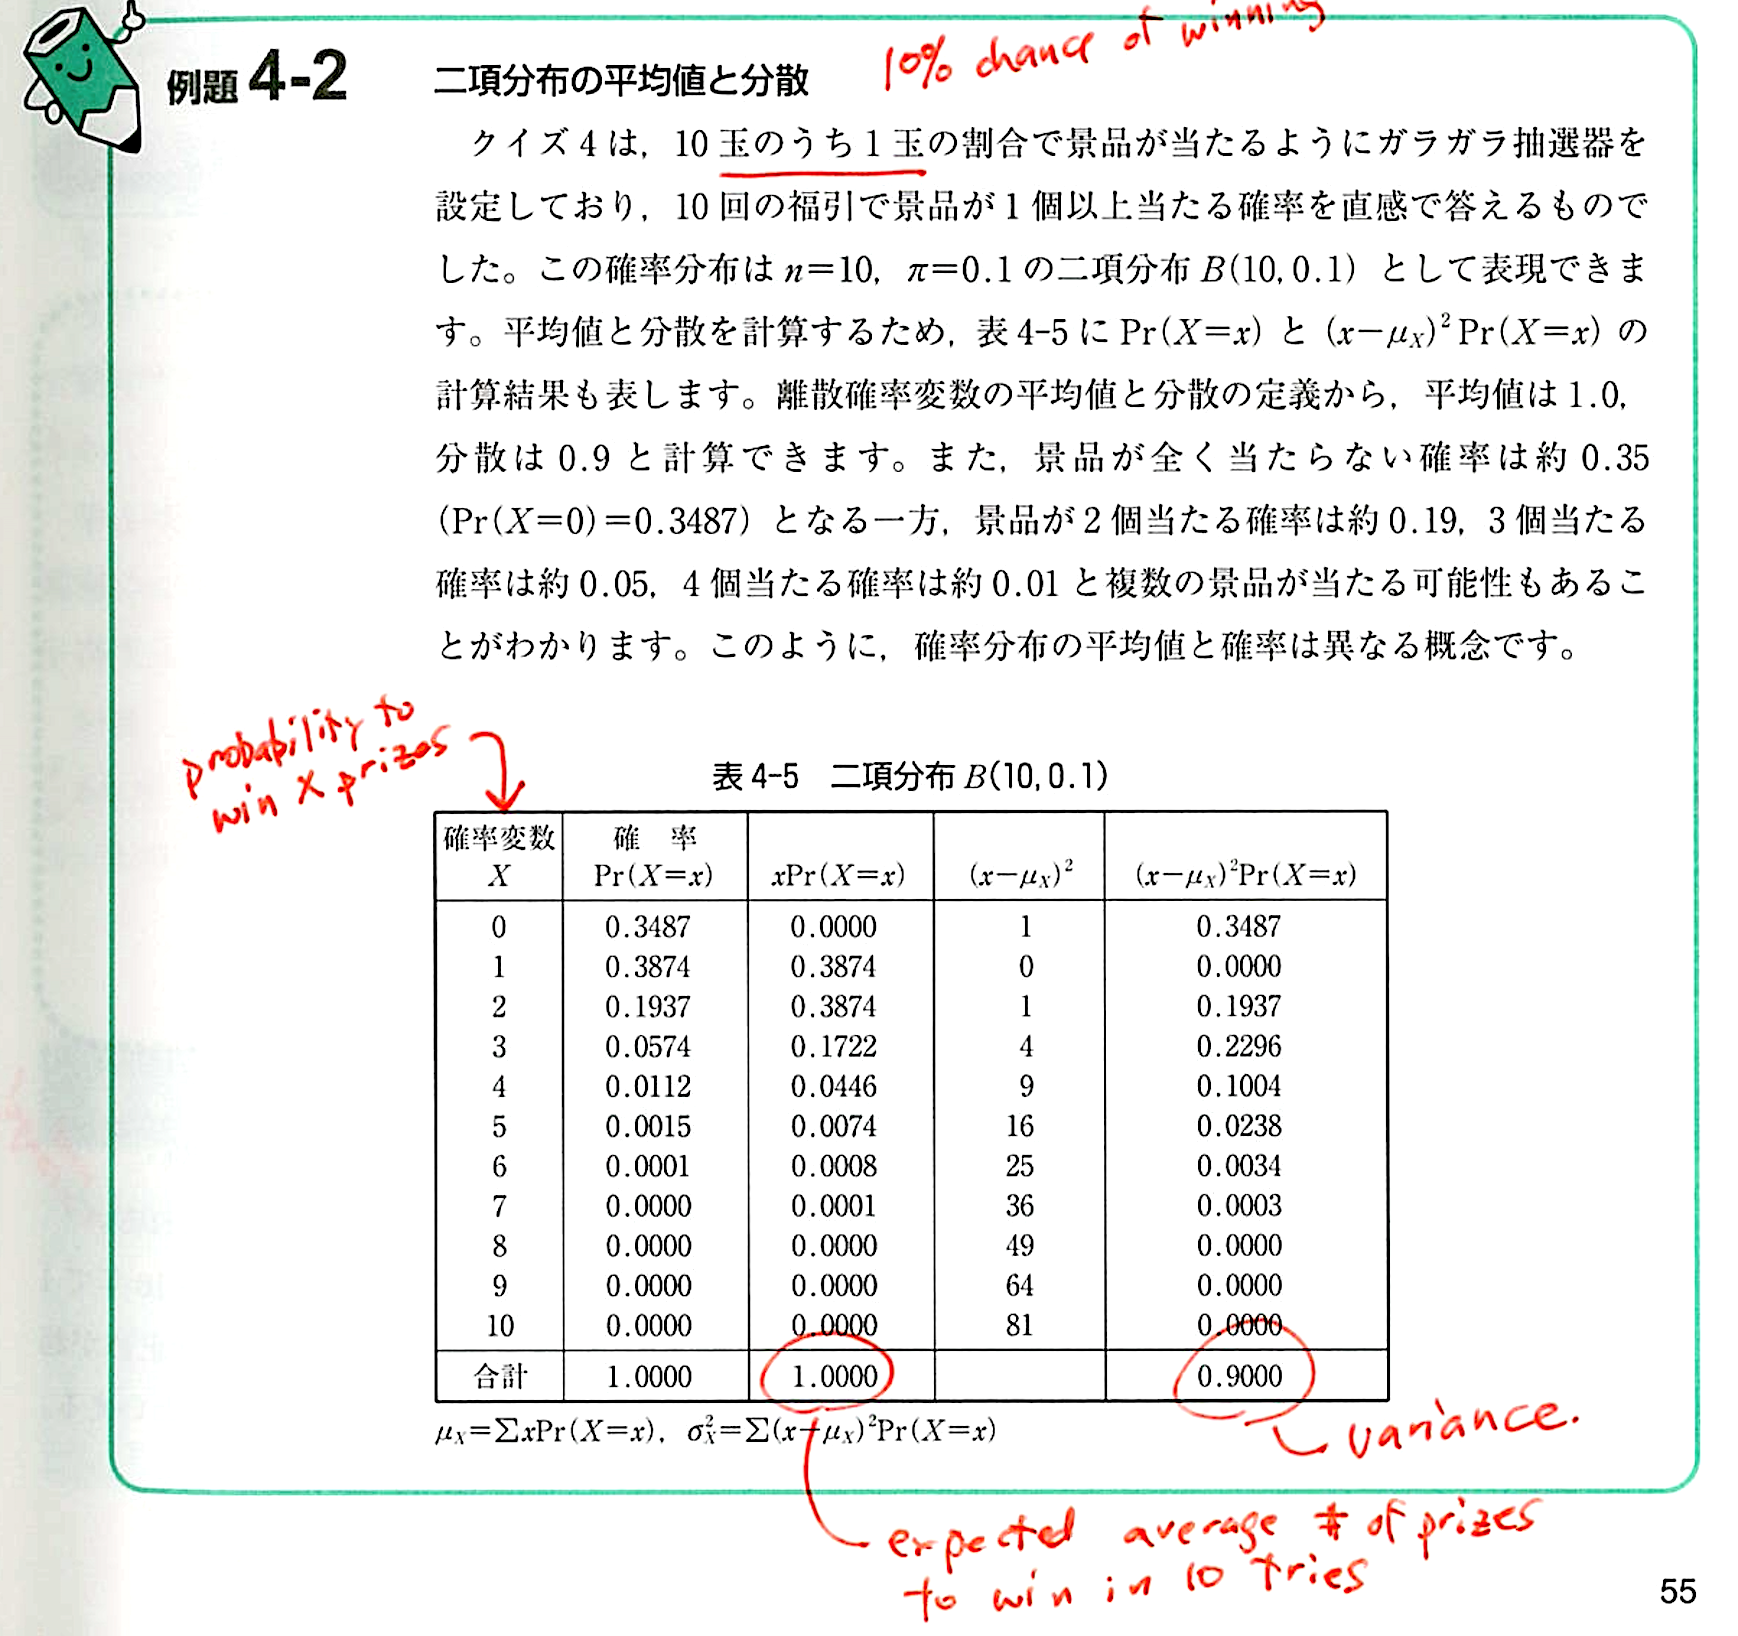 10% chance of winning
例題 4-2 二項分布の平均値と分散
クイズ 4 は，10 玉のうち 1 玉の割合で景品が当たるようにガラガラ抽選器を
設定しており，10 回の福引で景品が 1 個以上当たる確率を直感で答えるもので
した。この確率分布は n=10, π=0.1 の二項分布 B(10, 0.1) として表現できま
す。平均値と分散を計算するため，表 4-5 に Pr(X=x) と (x−μX)² Pr(X=x) の
計算結果も表します。離散確率変数の平均値と分散の定義から，平均値は 1.0,
分散は 0.9 と計算できます。また，景品が全く当たらない確率は約 0.35
(Pr(X=0)=0.3487) となる一方，景品が 2 個当たる確率は約 0.19, 3 個当たる
確率は約 0.05, 4 個当たる確率は約 0.01 と複数の景品が当たる可能性もあるこ
とがわかります。このように，確率分布の平均値と確率は異なる概念です。
probability to
win X prizes
表 4-5 二項分布 B(10, 0.1)
確率変数 確 率
X Pr(X=x) xPr(X=x) (x−μX)² (x−μX)²Pr(X=x)
0 0.3487 0.0000 1 0.3487
1 0.3874 0.3874 0 0.0000
2 0.1937 0.3874 1 0.1937
3 0.0574 0.1722 4 0.2296
4 0.0112 0.0446 9 0.1004
5 0.0015 0.0074 16 0.0238
6 0.0001 0.0008 25 0.0034
7 0.0000 0.0001 36 0.0003
8 0.0000 0.0000 49 0.0000
9 0.0000 0.0000 64 0.0000
10 0.0000 0.0000 81 0.0000
合計 1.0000 1.0000 0.9000
μX=ΣxPr(X=x), σ²X=Σ(x−μX)²Pr(X=x)
variance.
expected average # of prizes
to win in 10 tries
55